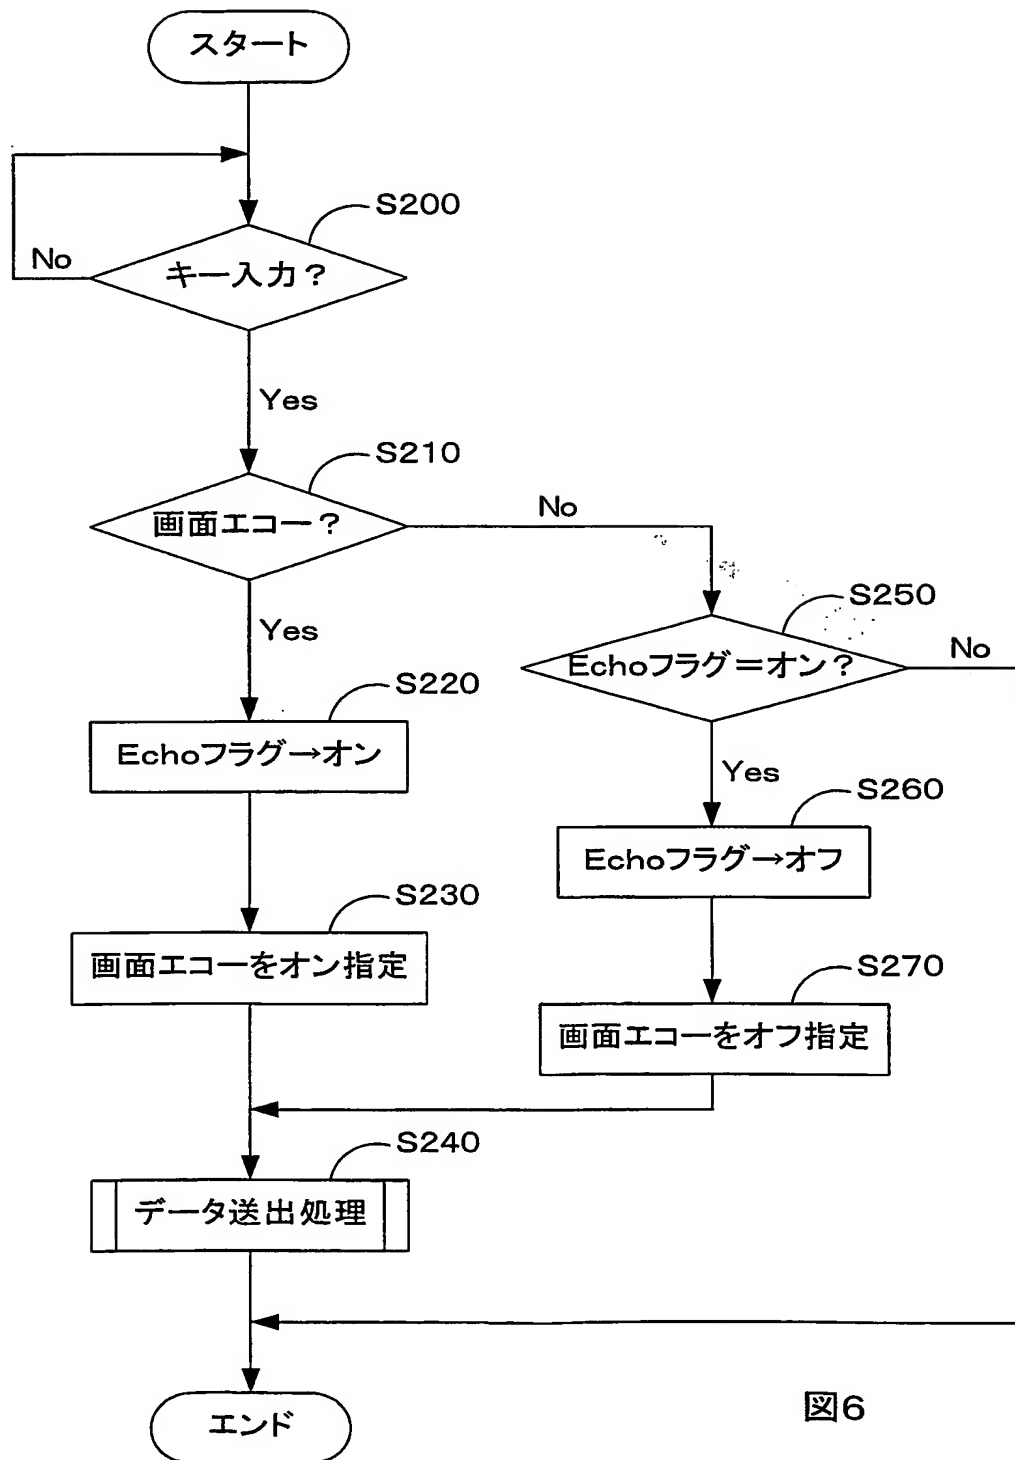 スタート
S200
No
キー入力?
Yes
S210
画面エコー?
No
Yes
S250
Echoフラグ=オン?
No
S220
Echoフラグ→オン
Yes
S260
Echoフラグ→オフ
S230
画面エコーをオン指定
S270
画面エコーをオフ指定
S240
データ送出処理
エンド
図6